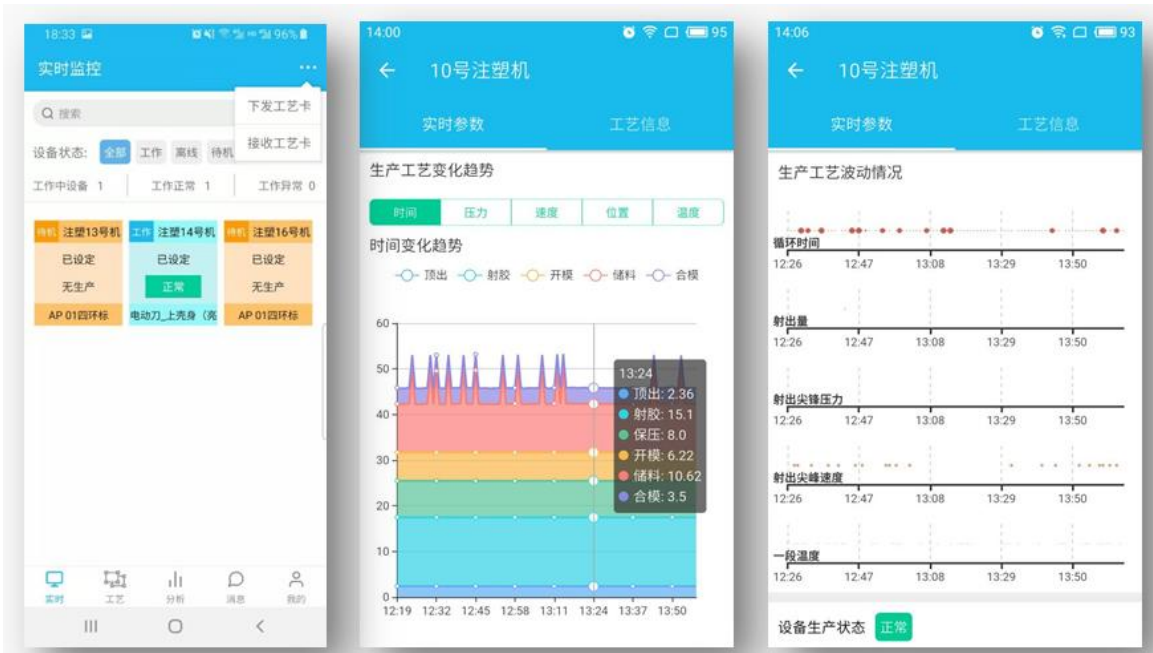 18:33 96%
实时监控
下发工艺卡
接收工艺卡
搜索
设备状态: 全部 工作 离线 待机
工作中设备 1 工作正常 1 工作异常 0
待机 注塑13号机 工作 注塑14号机 待机 注塑16号机
已设定 已设定 已设定
无生产 正常 无生产
AP 01四环标 电动刀_上壳身（亮 AP 01四环标
实时 工艺 分析 消息 我的
14:00 95
10号注塑机
实时参数 工艺信息
生产工艺变化趋势
时间 压力 速度 位置 温度
时间变化趋势
顶出 射胶 开模 储料 合模
60
50
40
30
20
10
0
13:24
顶出: 2.36
射胶: 15.1
保压: 8.0
开模: 6.22
储料: 10.62
合模: 3.5
12:19 12:32 12:45 12:58 13:11 13:24 13:37 13:50
14:06 93
10号注塑机
实时参数 工艺信息
生产工艺波动情况
循环时间
12:26 12:47 13:08 13:29 13:50
射出量
12:26 12:47 13:08 13:29 13:50
射出尖锋压力
12:26 12:47 13:08 13:29 13:50
射出尖峰速度
12:26 12:47 13:08 13:29 13:50
一段温度
12:26 12:47 13:08 13:29 13:50
设备生产状态 正常